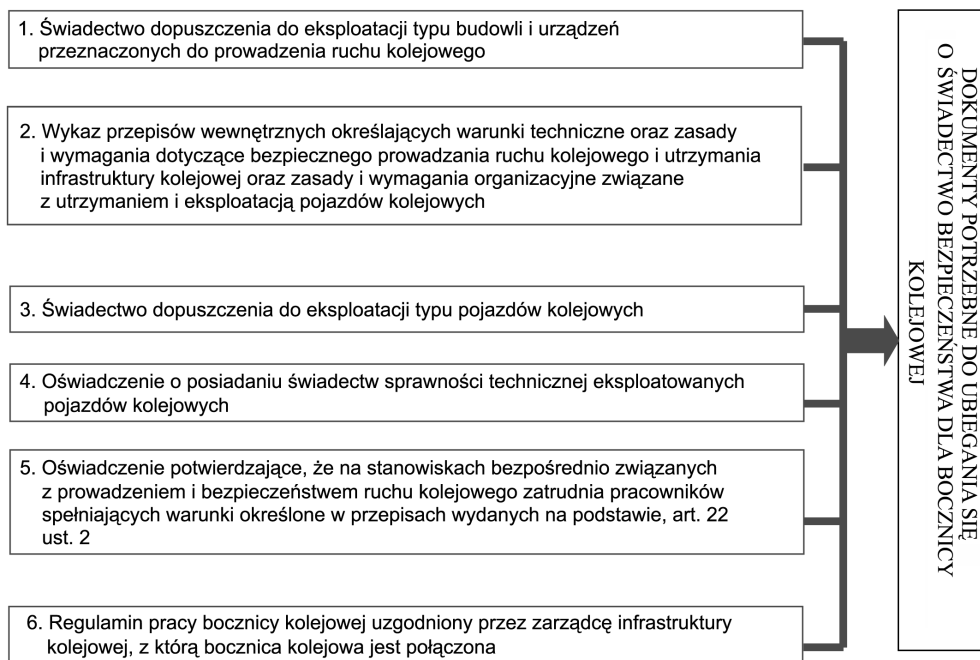 1. Świadectwo dopuszczenia do eksploatacji typu budowli i urządzeń
przeznaczonych do prowadzenia ruchu kolejowego
2. Wykaz przepisów wewnętrznych określających warunki techniczne oraz zasady
i wymagania dotyczące bezpiecznego prowadzania ruchu kolejowego i utrzymania
infrastruktury kolejowej oraz zasady i wymagania organizacyjne związane
z utrzymaniem i eksploatacją pojazdów kolejowych
3. Świadectwo dopuszczenia do eksploatacji typu pojazdów kolejowych
4. Oświadczenie o posiadaniu świadectw sprawności technicznej eksploatowanych
pojazdów kolejowych
5. Oświadczenie potwierdzające, że na stanowiskach bezpośrednio związanych
z prowadzeniem i bezpieczeństwem ruchu kolejowego zatrudnia pracowników
spełniających warunki określone w przepisach wydanych na podstawie, art. 22
ust. 2
6. Regulamin pracy bocznicy kolejowej uzgodniony przez zarządcę infrastruktury
kolejowej, z którą bocznica kolejowa jest połączona
DOKUMENTY POTRZEBNE DO UBIEGANIA SIĘ
O ŚWIADECTWO BEZPIECZEŃSTWA DLA BOCZNICY
KOLEJOWEJ